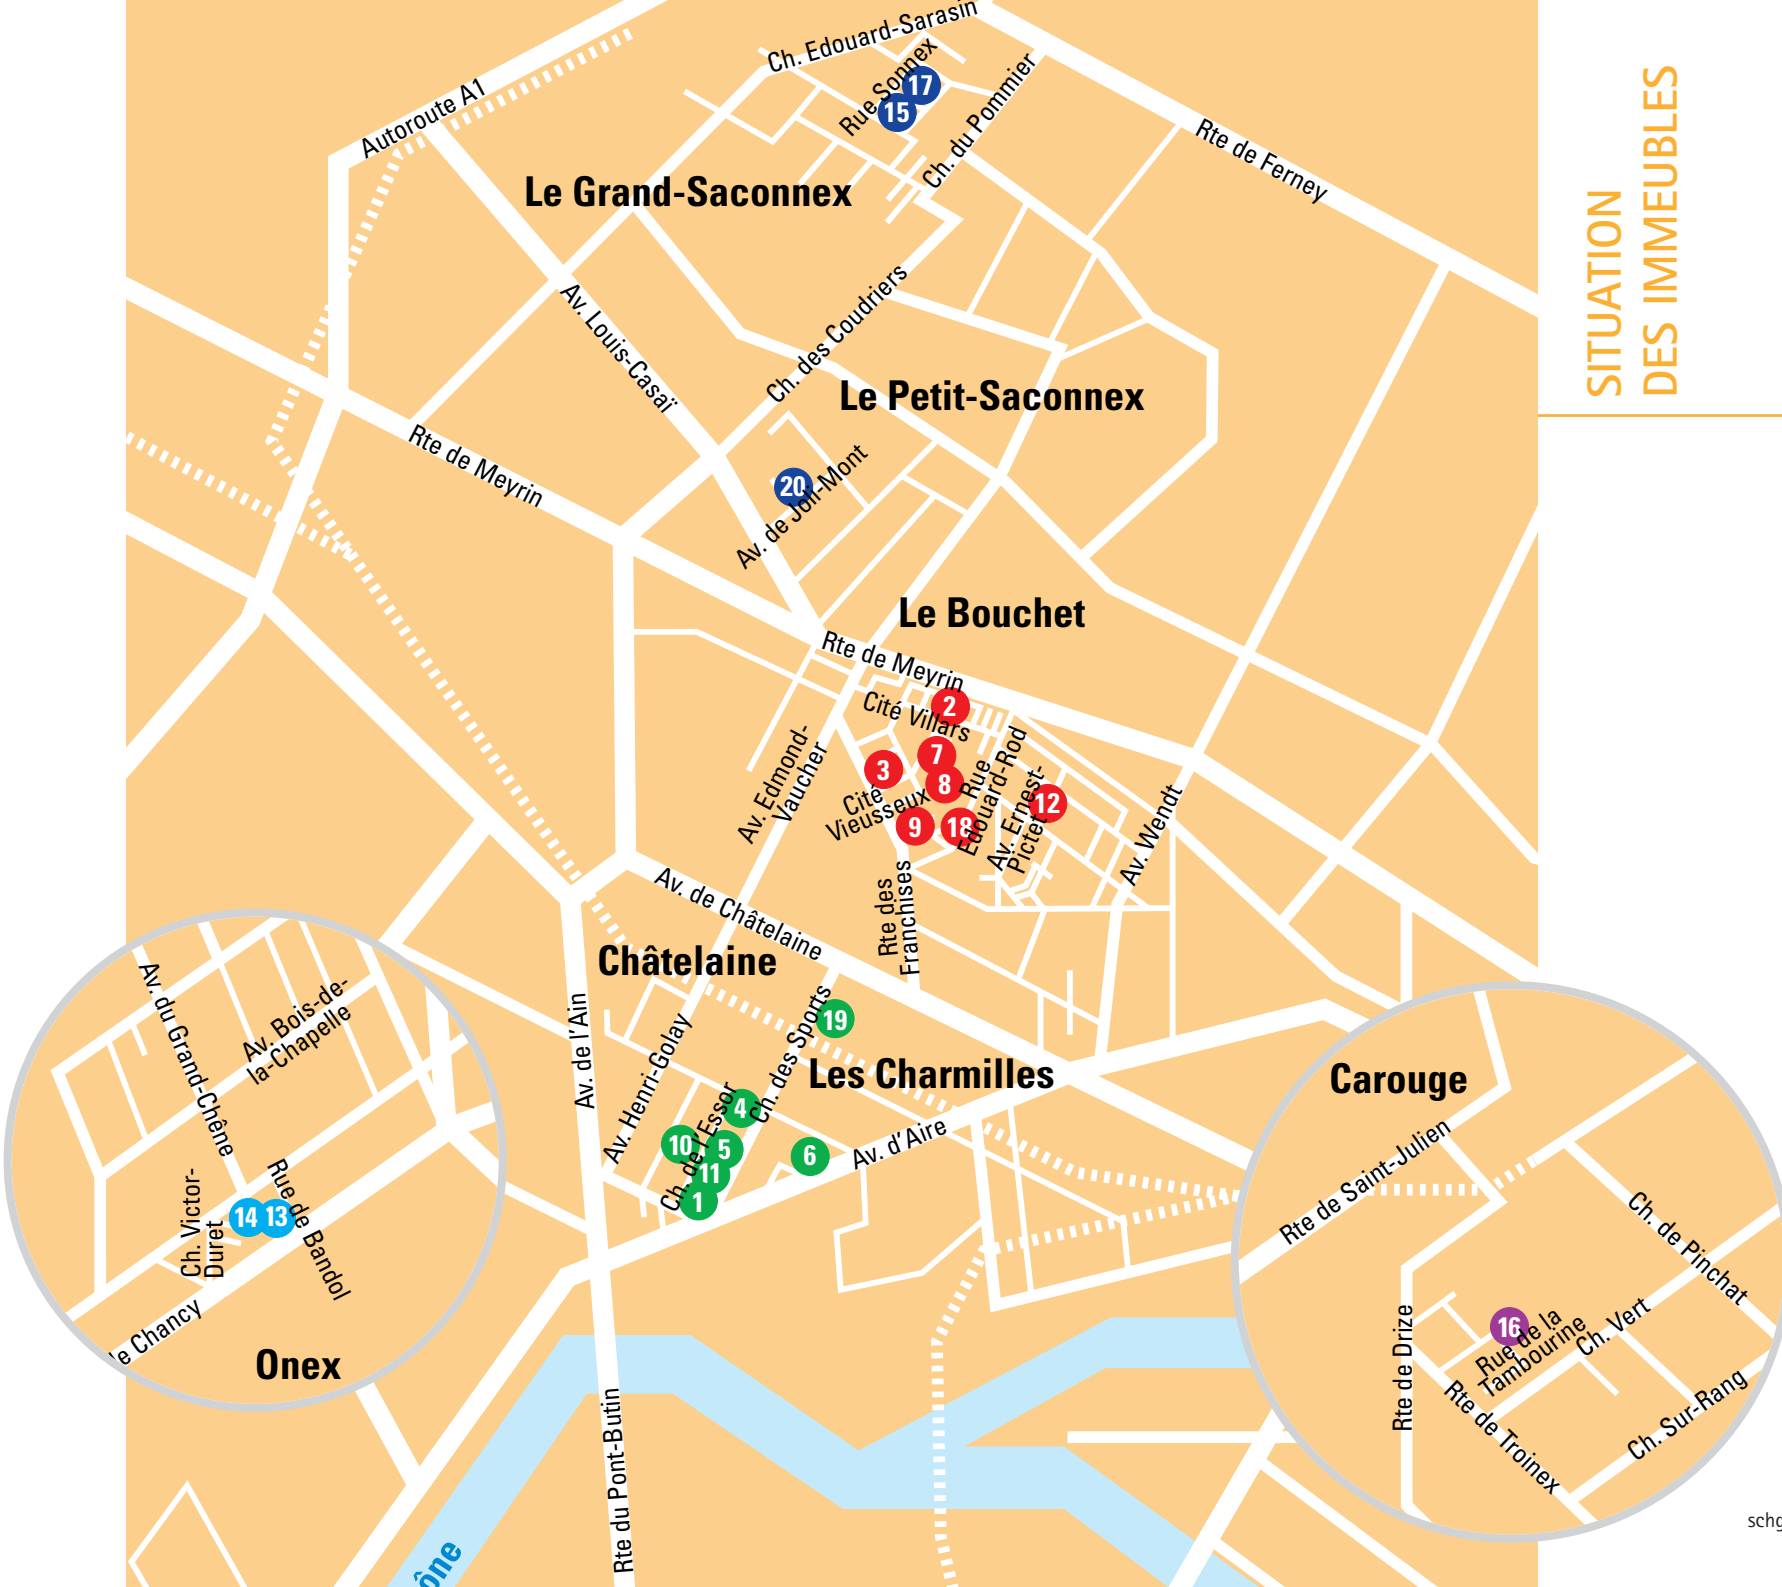 SITUATION
DES IMMEUBLES
Ch. Edouard-Sarasin
Rue Sonnex
17
15
Ch. du Pommier
Autoroute A1
Rte de Ferney
Le Grand-Saconnex
Av. Louis-Casaï
Ch. des Coudriers
Le Petit-Saconnex
Rte de Meyrin
20
Av. de Joli-Mont
Le Bouchet
Rte de Meyrin
Cité Villars
2
7
3
8
Cité
Vieusseux
9
18
Rue
Edouard-Rod
Av. Ernest-
Pictet
12
Av. Edmond-
Vaucher
Av. Wendt
Rte des
Franchises
Av. de Châtelaine
Châtelaine
Av. de l'Ain
Av. Henri-Golay
Ch. des Sports
19
Les Charmilles
Ch. de l'Essor
4
10
5
11
1
6
Av. d'Aire
Av. du Grand-Chêne
Av. Bois-de-
la-Chapelle
Ch. Victor-
Duret
14
13
Rue de Bandol
e Chancy
Onex
Carouge
Rte de Saint-Julien
Ch. de Pinchat
Rte de Drize
16
Rue de la
Tambourine
Ch. Vert
Rte de Troinex
Ch. Sur-Rang
Rte du Pont-Butin
ône
schg